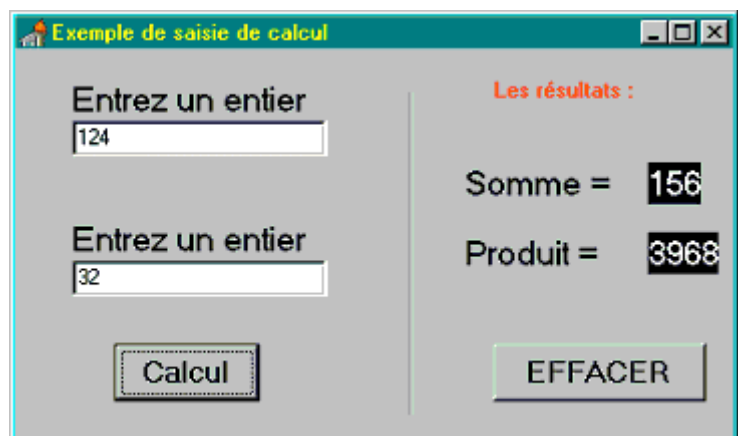 Exemple de saisie de calcul
Entrez un entier
124
Entrez un entier
32
Calcul
Les résultats :
Somme = 156
Produit = 3968
EFFACER